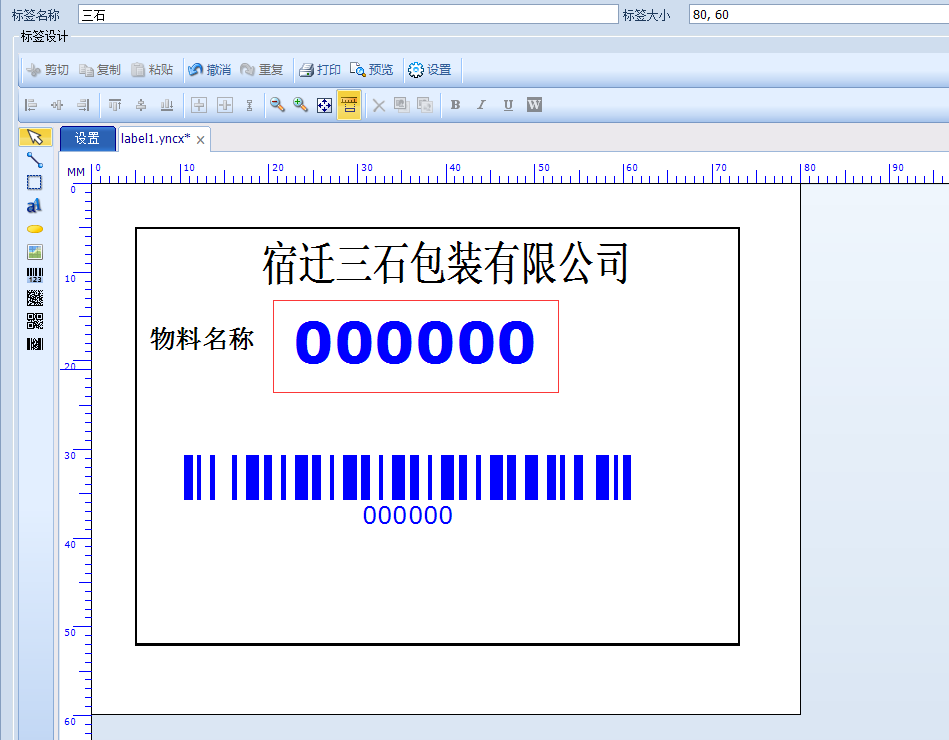 标签名称 三石 标签大小 80, 60
标签设计
剪切 复制 粘贴 撤消 重复 打印 预览 设置
B I U W
设置 label1.yncx* ×
MM 0 10 20 30 40 50 60 70 80 90
0
宿迁三石包装有限公司
10
物料名称 000000
20
30
000000
40
50
60
a
123